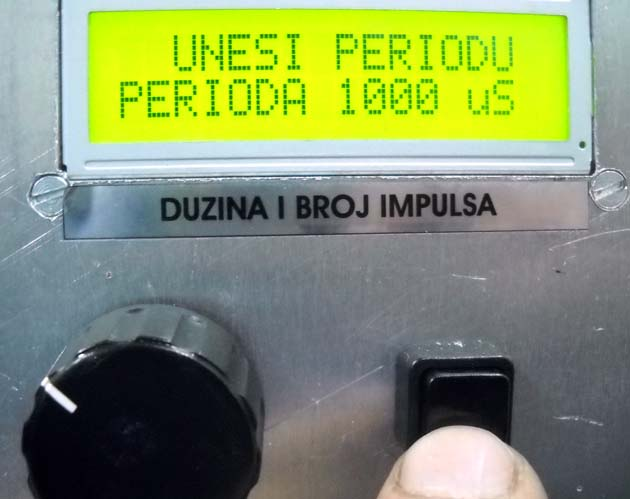 UNESI PERIODU
PERIODA 1000 uS
DUZINA I BROJ IMPULSA